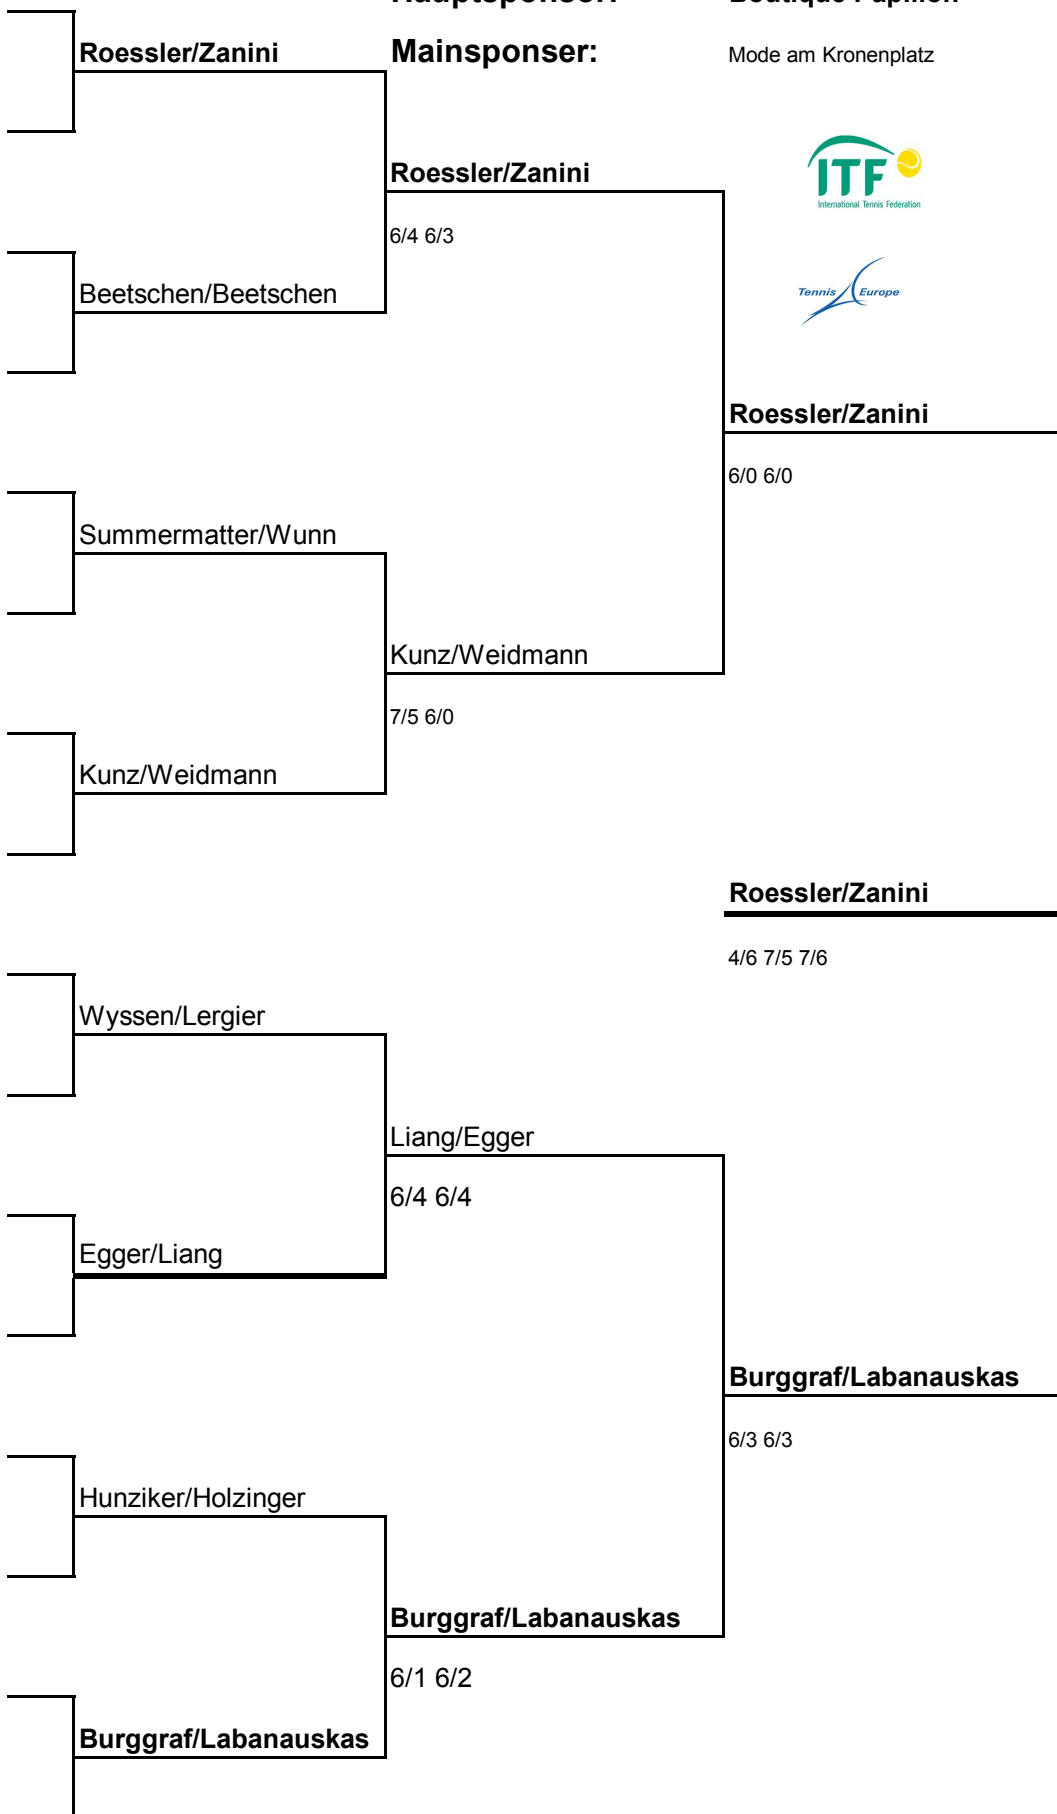 Hauptsponser: Boutique Papillon
Roessler/Zanini Mainsponser: Mode am Kronenplatz
ITF
International Tennis Federation
Roessler/Zanini
6/4 6/3
Beetschen/Beetschen
Tennis Europe
Roessler/Zanini
6/0 6/0
Summermatter/Wunn
Kunz/Weidmann
7/5 6/0
Kunz/Weidmann
Roessler/Zanini
4/6 7/5 7/6
Wyssen/Lergier
Liang/Egger
6/4 6/4
Egger/Liang
Burggraf/Labanauskas
6/3 6/3
Hunziker/Holzinger
Burggraf/Labanauskas
6/1 6/2
Burggraf/Labanauskas